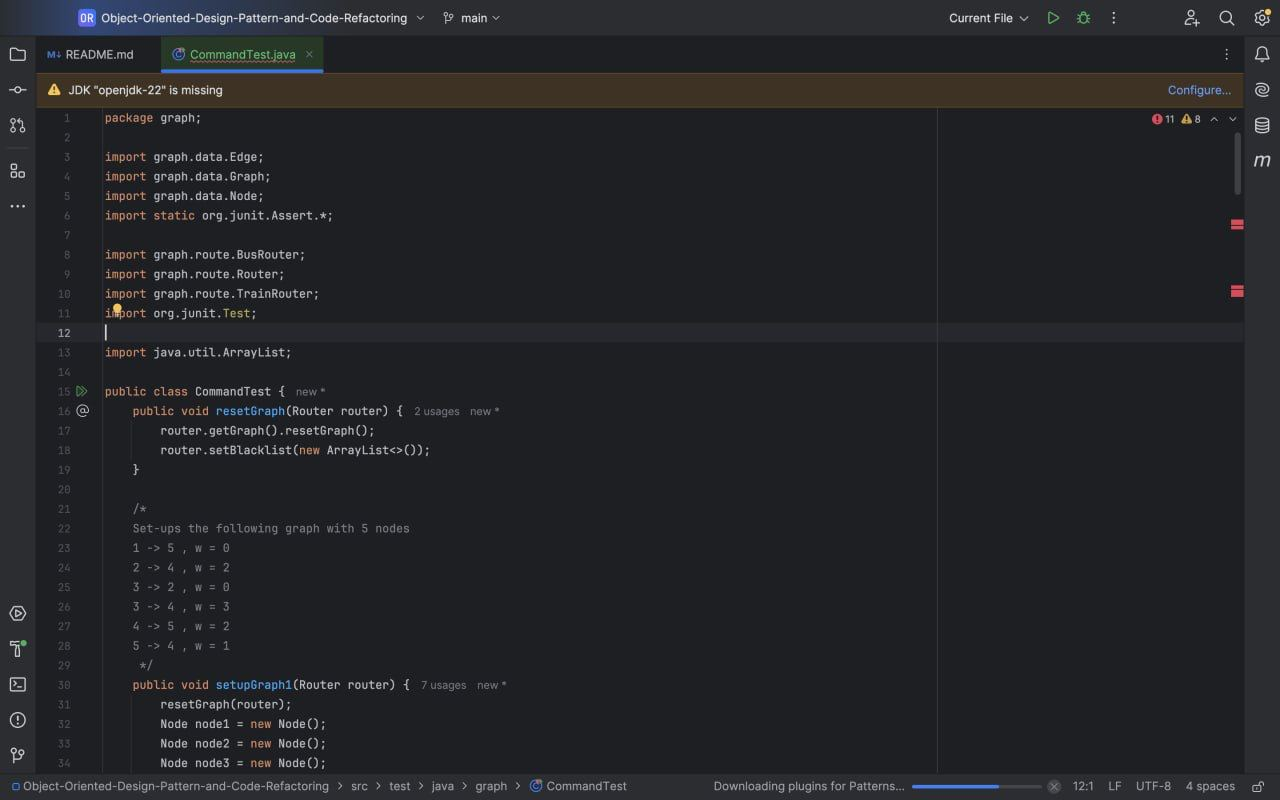 OR Object-Oriented-Design-Pattern-and-Code-Refactoring main Current File
M↓ README.md CommandTest.java
JDK "openjdk-22" is missing Configure...
11 8
1 package graph;
2
3 import graph.data.Edge;
4 import graph.data.Graph;
5 import graph.data.Node;
6 import static org.junit.Assert.*;
7
8 import graph.route.BusRouter;
9 import graph.route.Router;
10 import graph.route.TrainRouter;
11 import org.junit.Test;
12
13 import java.util.ArrayList;
14
15 public class CommandTest { new *
16 @ public void resetGraph(Router router) { 2 usages new *
17 router.getGraph().resetGraph();
18 router.setBlacklist(new ArrayList<>());
19 }
20
21 /*
22 Set-ups the following graph with 5 nodes
23 1 -> 5 , w = 0
24 2 -> 4 , w = 2
25 3 -> 2 , w = 0
26 3 -> 4 , w = 3
27 4 -> 5 , w = 2
28 5 -> 4 , w = 1
29 */
30 public void setupGraph1(Router router) { 7 usages new *
31 resetGraph(router);
32 Node node1 = new Node();
33 Node node2 = new Node();
34 Node node3 = new Node();
m
Object-Oriented-Design-Pattern-and-Code-Refactoring > src > test > java > graph > CommandTest Downloading plugins for Patterns... 12:1 LF UTF-8 4 spaces